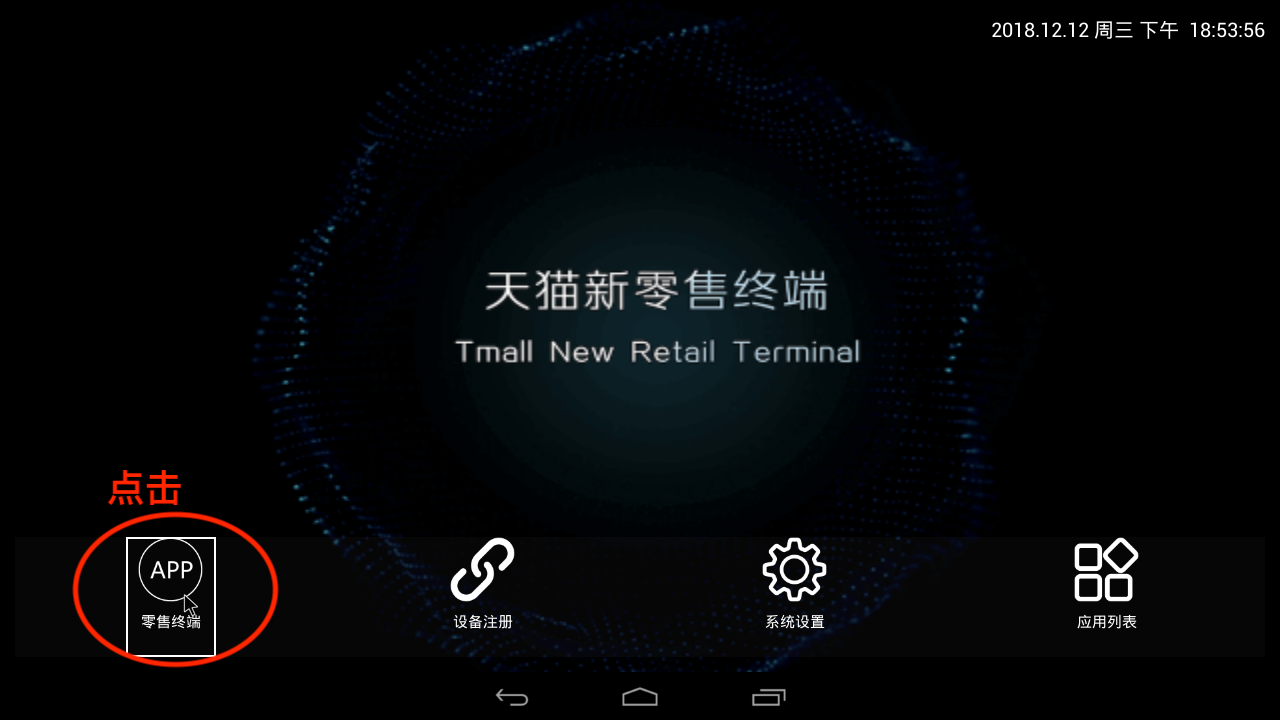 2018.12.12 周三 下午 18:53:56
天猫新零售终端
Tmall New Retail Terminal
点击
APP
零售终端
设备注册
系统设置
应用列表